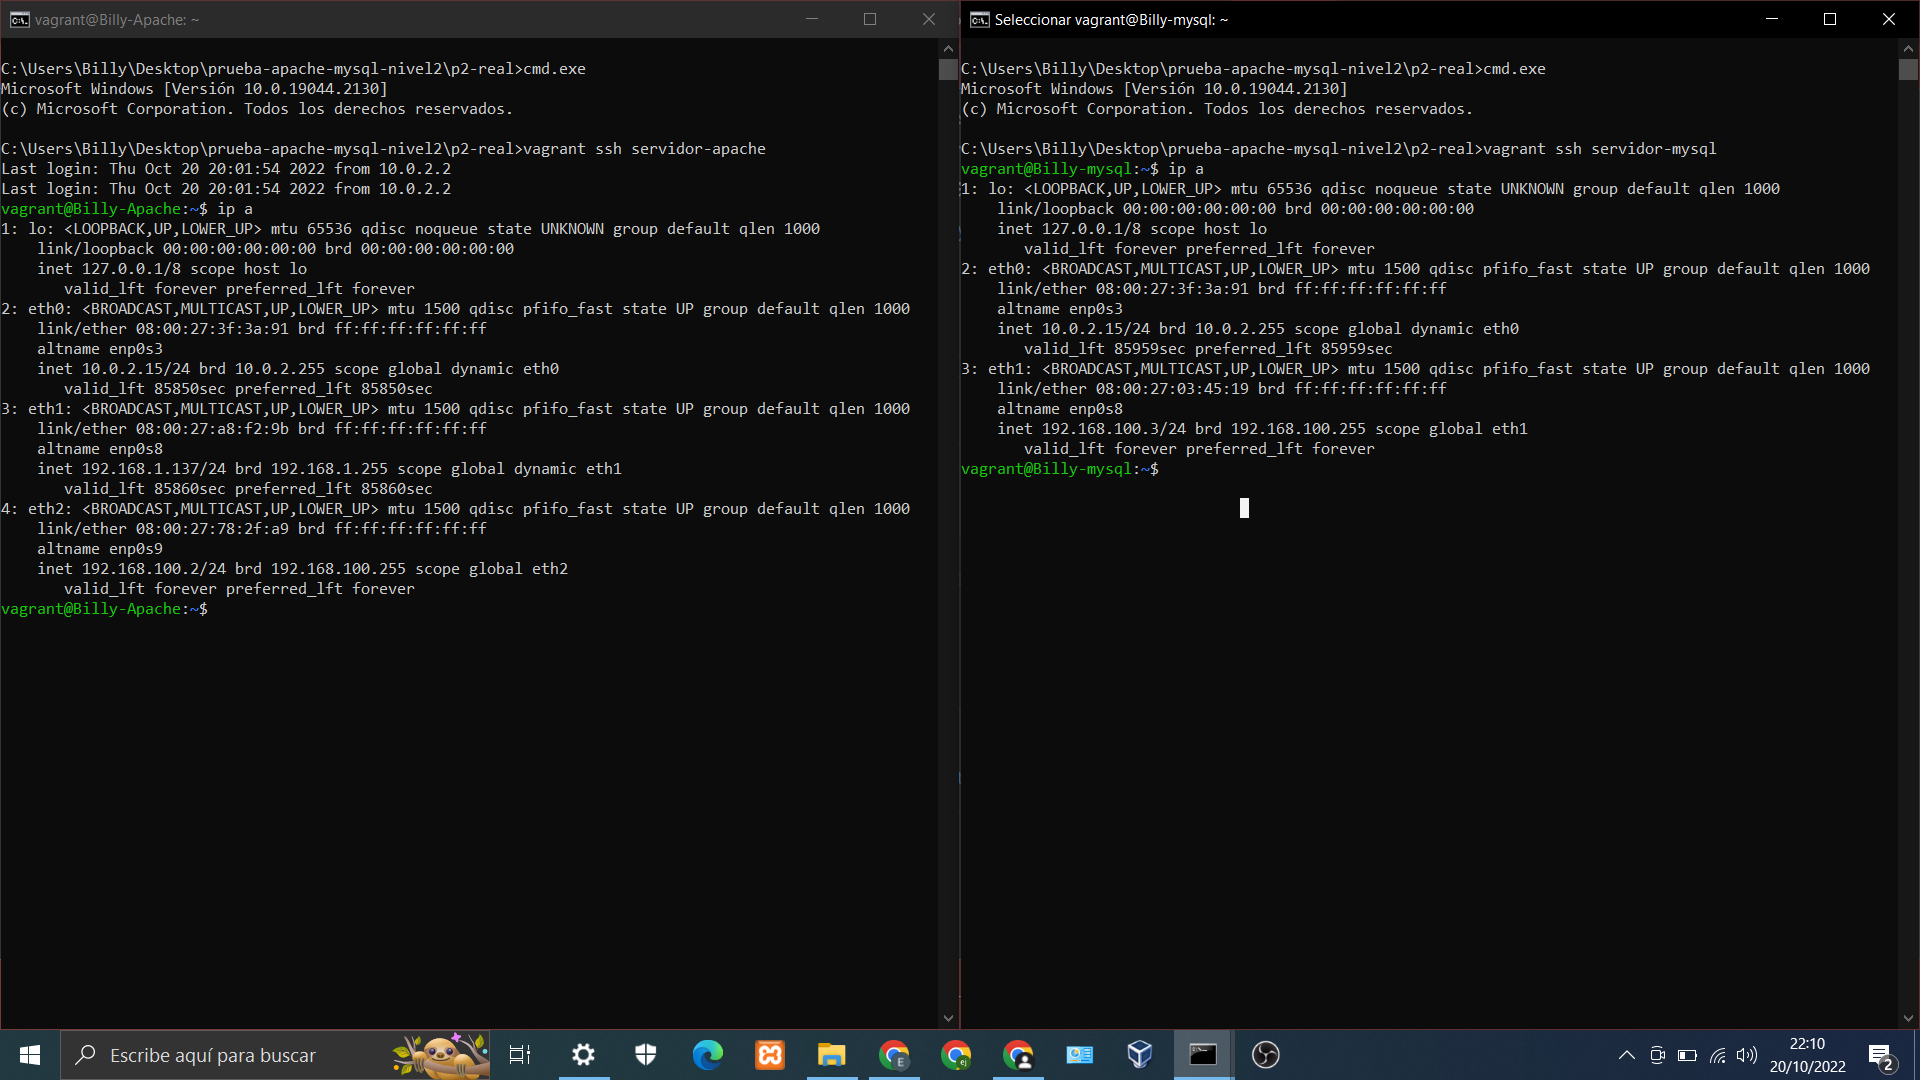 vagrant@Billy-Apache: ~
C:\Users\Billy\Desktop\prueba-apache-mysql-nivel2\p2-real>cmd.exe
Microsoft Windows [Versión 10.0.19044.2130]
(c) Microsoft Corporation. Todos los derechos reservados.
C:\Users\Billy\Desktop\prueba-apache-mysql-nivel2\p2-real>vagrant ssh servidor-apache
Last login: Thu Oct 20 20:01:54 2022 from 10.0.2.2
Last login: Thu Oct 20 20:01:54 2022 from 10.0.2.2
vagrant@Billy-Apache:~$ ip a
1: lo: <LOOPBACK,UP,LOWER_UP> mtu 65536 qdisc noqueue state UNKNOWN group default qlen 1000
    link/loopback 00:00:00:00:00:00 brd 00:00:00:00:00:00
    inet 127.0.0.1/8 scope host lo
       valid_lft forever preferred_lft forever
2: eth0: <BROADCAST,MULTICAST,UP,LOWER_UP> mtu 1500 qdisc pfifo_fast state UP group default qlen 1000
    link/ether 08:00:27:3f:3a:91 brd ff:ff:ff:ff:ff:ff
    altname enp0s3
    inet 10.0.2.15/24 brd 10.0.2.255 scope global dynamic eth0
       valid_lft 85850sec preferred_lft 85850sec
3: eth1: <BROADCAST,MULTICAST,UP,LOWER_UP> mtu 1500 qdisc pfifo_fast state UP group default qlen 1000
    link/ether 08:00:27:a8:f2:9b brd ff:ff:ff:ff:ff:ff
    altname enp0s8
    inet 192.168.1.137/24 brd 192.168.1.255 scope global dynamic eth1
       valid_lft 85860sec preferred_lft 85860sec
4: eth2: <BROADCAST,MULTICAST,UP,LOWER_UP> mtu 1500 qdisc pfifo_fast state UP group default qlen 1000
    link/ether 08:00:27:78:2f:a9 brd ff:ff:ff:ff:ff:ff
    altname enp0s9
    inet 192.168.100.2/24 brd 192.168.100.255 scope global eth2
       valid_lft forever preferred_lft forever
vagrant@Billy-Apache:~$
Seleccionar vagrant@Billy-mysql: ~
C:\Users\Billy\Desktop\prueba-apache-mysql-nivel2\p2-real>cmd.exe
Microsoft Windows [Versión 10.0.19044.2130]
(c) Microsoft Corporation. Todos los derechos reservados.
C:\Users\Billy\Desktop\prueba-apache-mysql-nivel2\p2-real>vagrant ssh servidor-mysql
vagrant@Billy-mysql:~$ ip a
1: lo: <LOOPBACK,UP,LOWER_UP> mtu 65536 qdisc noqueue state UNKNOWN group default qlen 1000
    link/loopback 00:00:00:00:00:00 brd 00:00:00:00:00:00
    inet 127.0.0.1/8 scope host lo
       valid_lft forever preferred_lft forever
2: eth0: <BROADCAST,MULTICAST,UP,LOWER_UP> mtu 1500 qdisc pfifo_fast state UP group default qlen 1000
    link/ether 08:00:27:3f:3a:91 brd ff:ff:ff:ff:ff:ff
    altname enp0s3
    inet 10.0.2.15/24 brd 10.0.2.255 scope global dynamic eth0
       valid_lft 85959sec preferred_lft 85959sec
3: eth1: <BROADCAST,MULTICAST,UP,LOWER_UP> mtu 1500 qdisc pfifo_fast state UP group default qlen 1000
    link/ether 08:00:27:03:45:19 brd ff:ff:ff:ff:ff:ff
    altname enp0s8
    inet 192.168.100.3/24 brd 192.168.100.255 scope global eth1
       valid_lft forever preferred_lft forever
vagrant@Billy-mysql:~$
Escribe aquí para buscar
22:10
20/10/2022
2